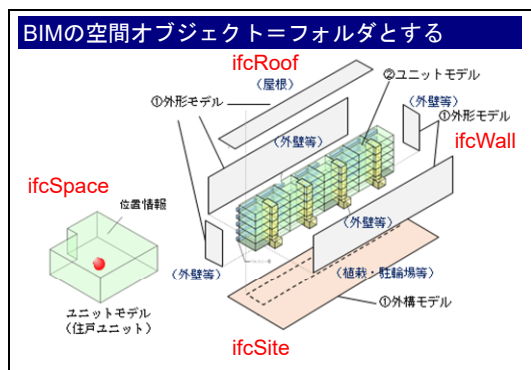 BIMの空間オブジェクト＝フォルダとする
ifcRoof
（屋根）
②ユニットモデル
①外形モデル
（外壁等）
①外形モデル
（外壁等）
ifcWall
ifcSpace
位置情報
（外壁等）
（外壁等）
（植栽・駐輪場等）
ユニットモデル
（住戸ユニット）
①外構モデル
ifcSite